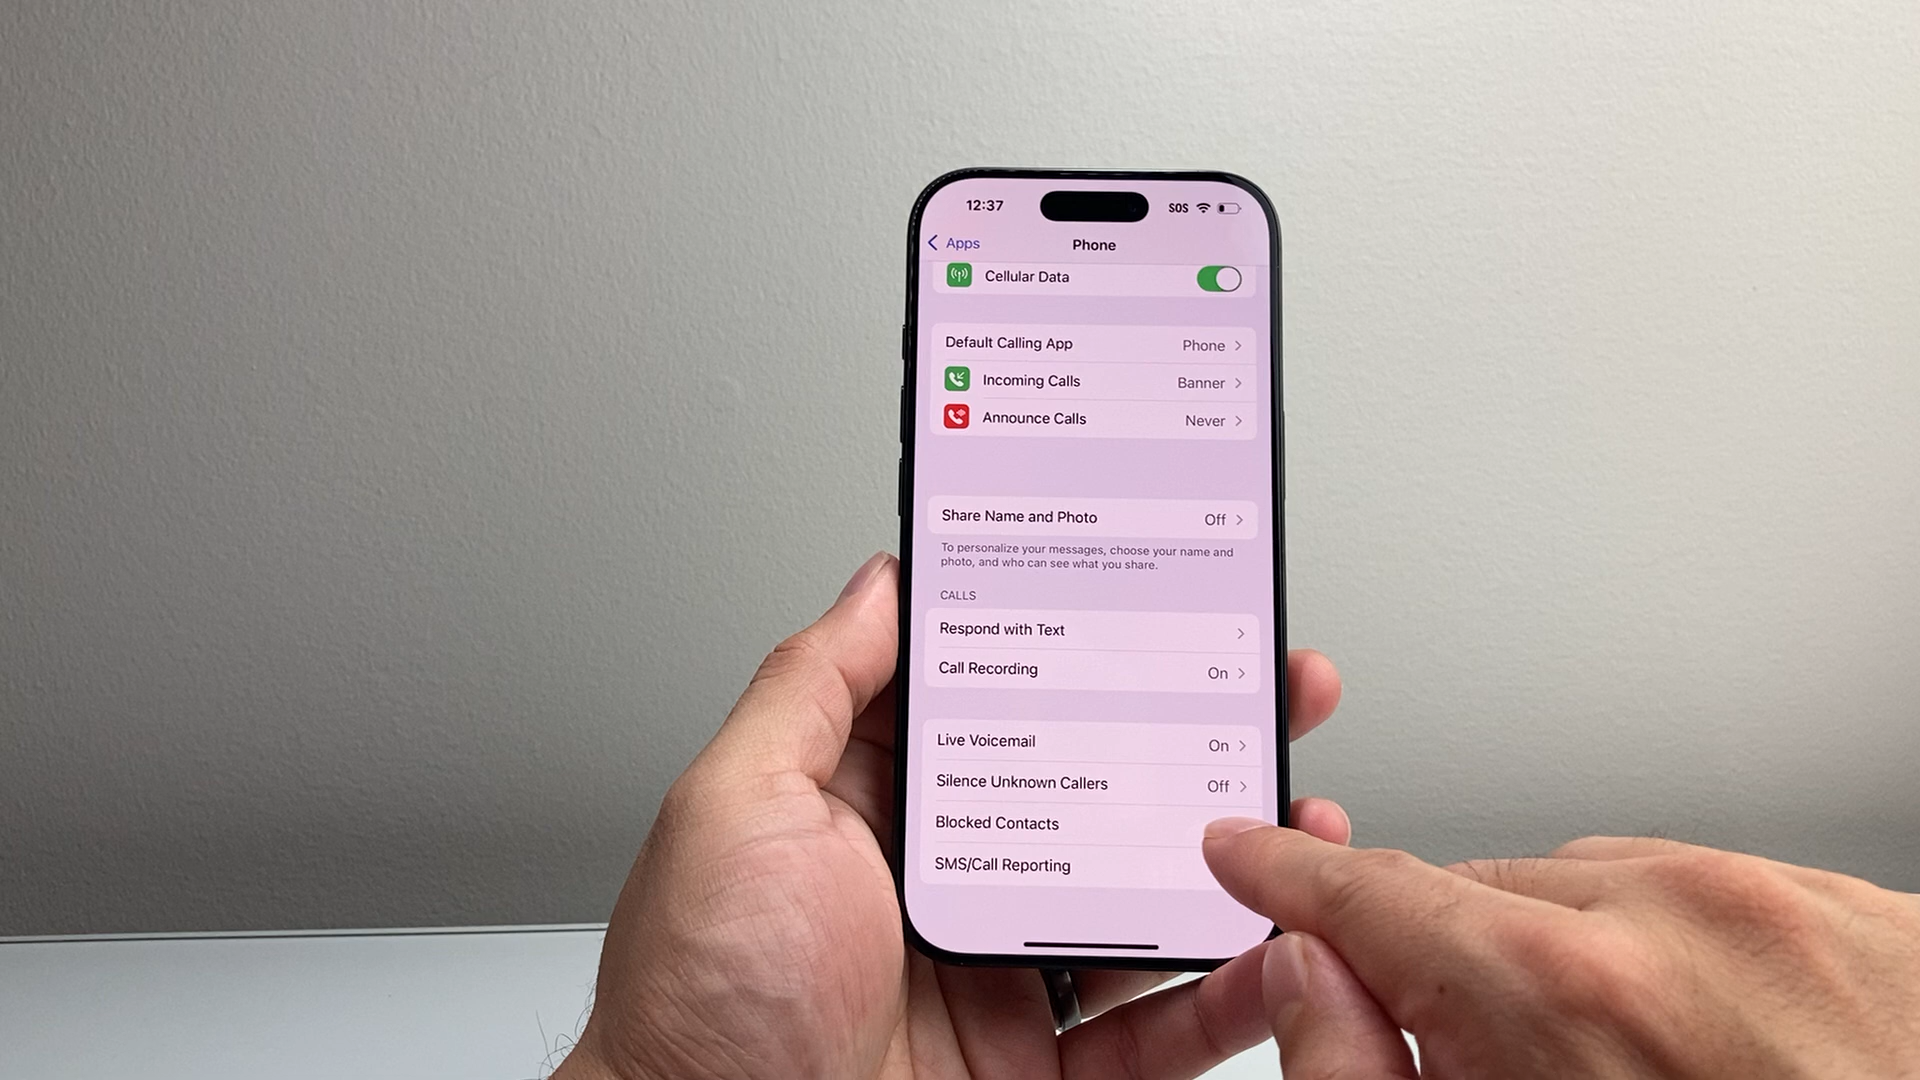 12:37 SOS
Apps Phone
Cellular Data
Default Calling App Phone
Incoming Calls Banner
Announce Calls Never
Share Name and Photo Off
To personalize your messages, choose your name and
photo, and who can see what you share.
CALLS
Respond with Text
Call Recording On
Live Voicemail On
Silence Unknown Callers Off
Blocked Contacts
SMS/Call Reporting